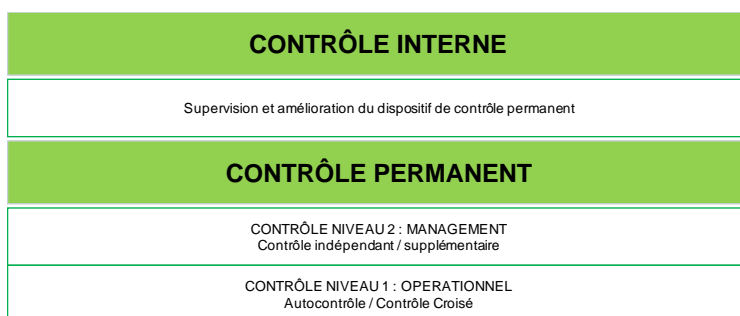 CONTRÔLE INTERNE
Supervision et amélioration du dispositif de contrôle permanent
CONTRÔLE PERMANENT
CONTRÔLE NIVEAU 2 : MANAGEMENT
Contrôle indépendant / supplémentaire
CONTRÔLE NIVEAU 1 : OPERATIONNEL
Autocontrôle / Contrôle Croisé